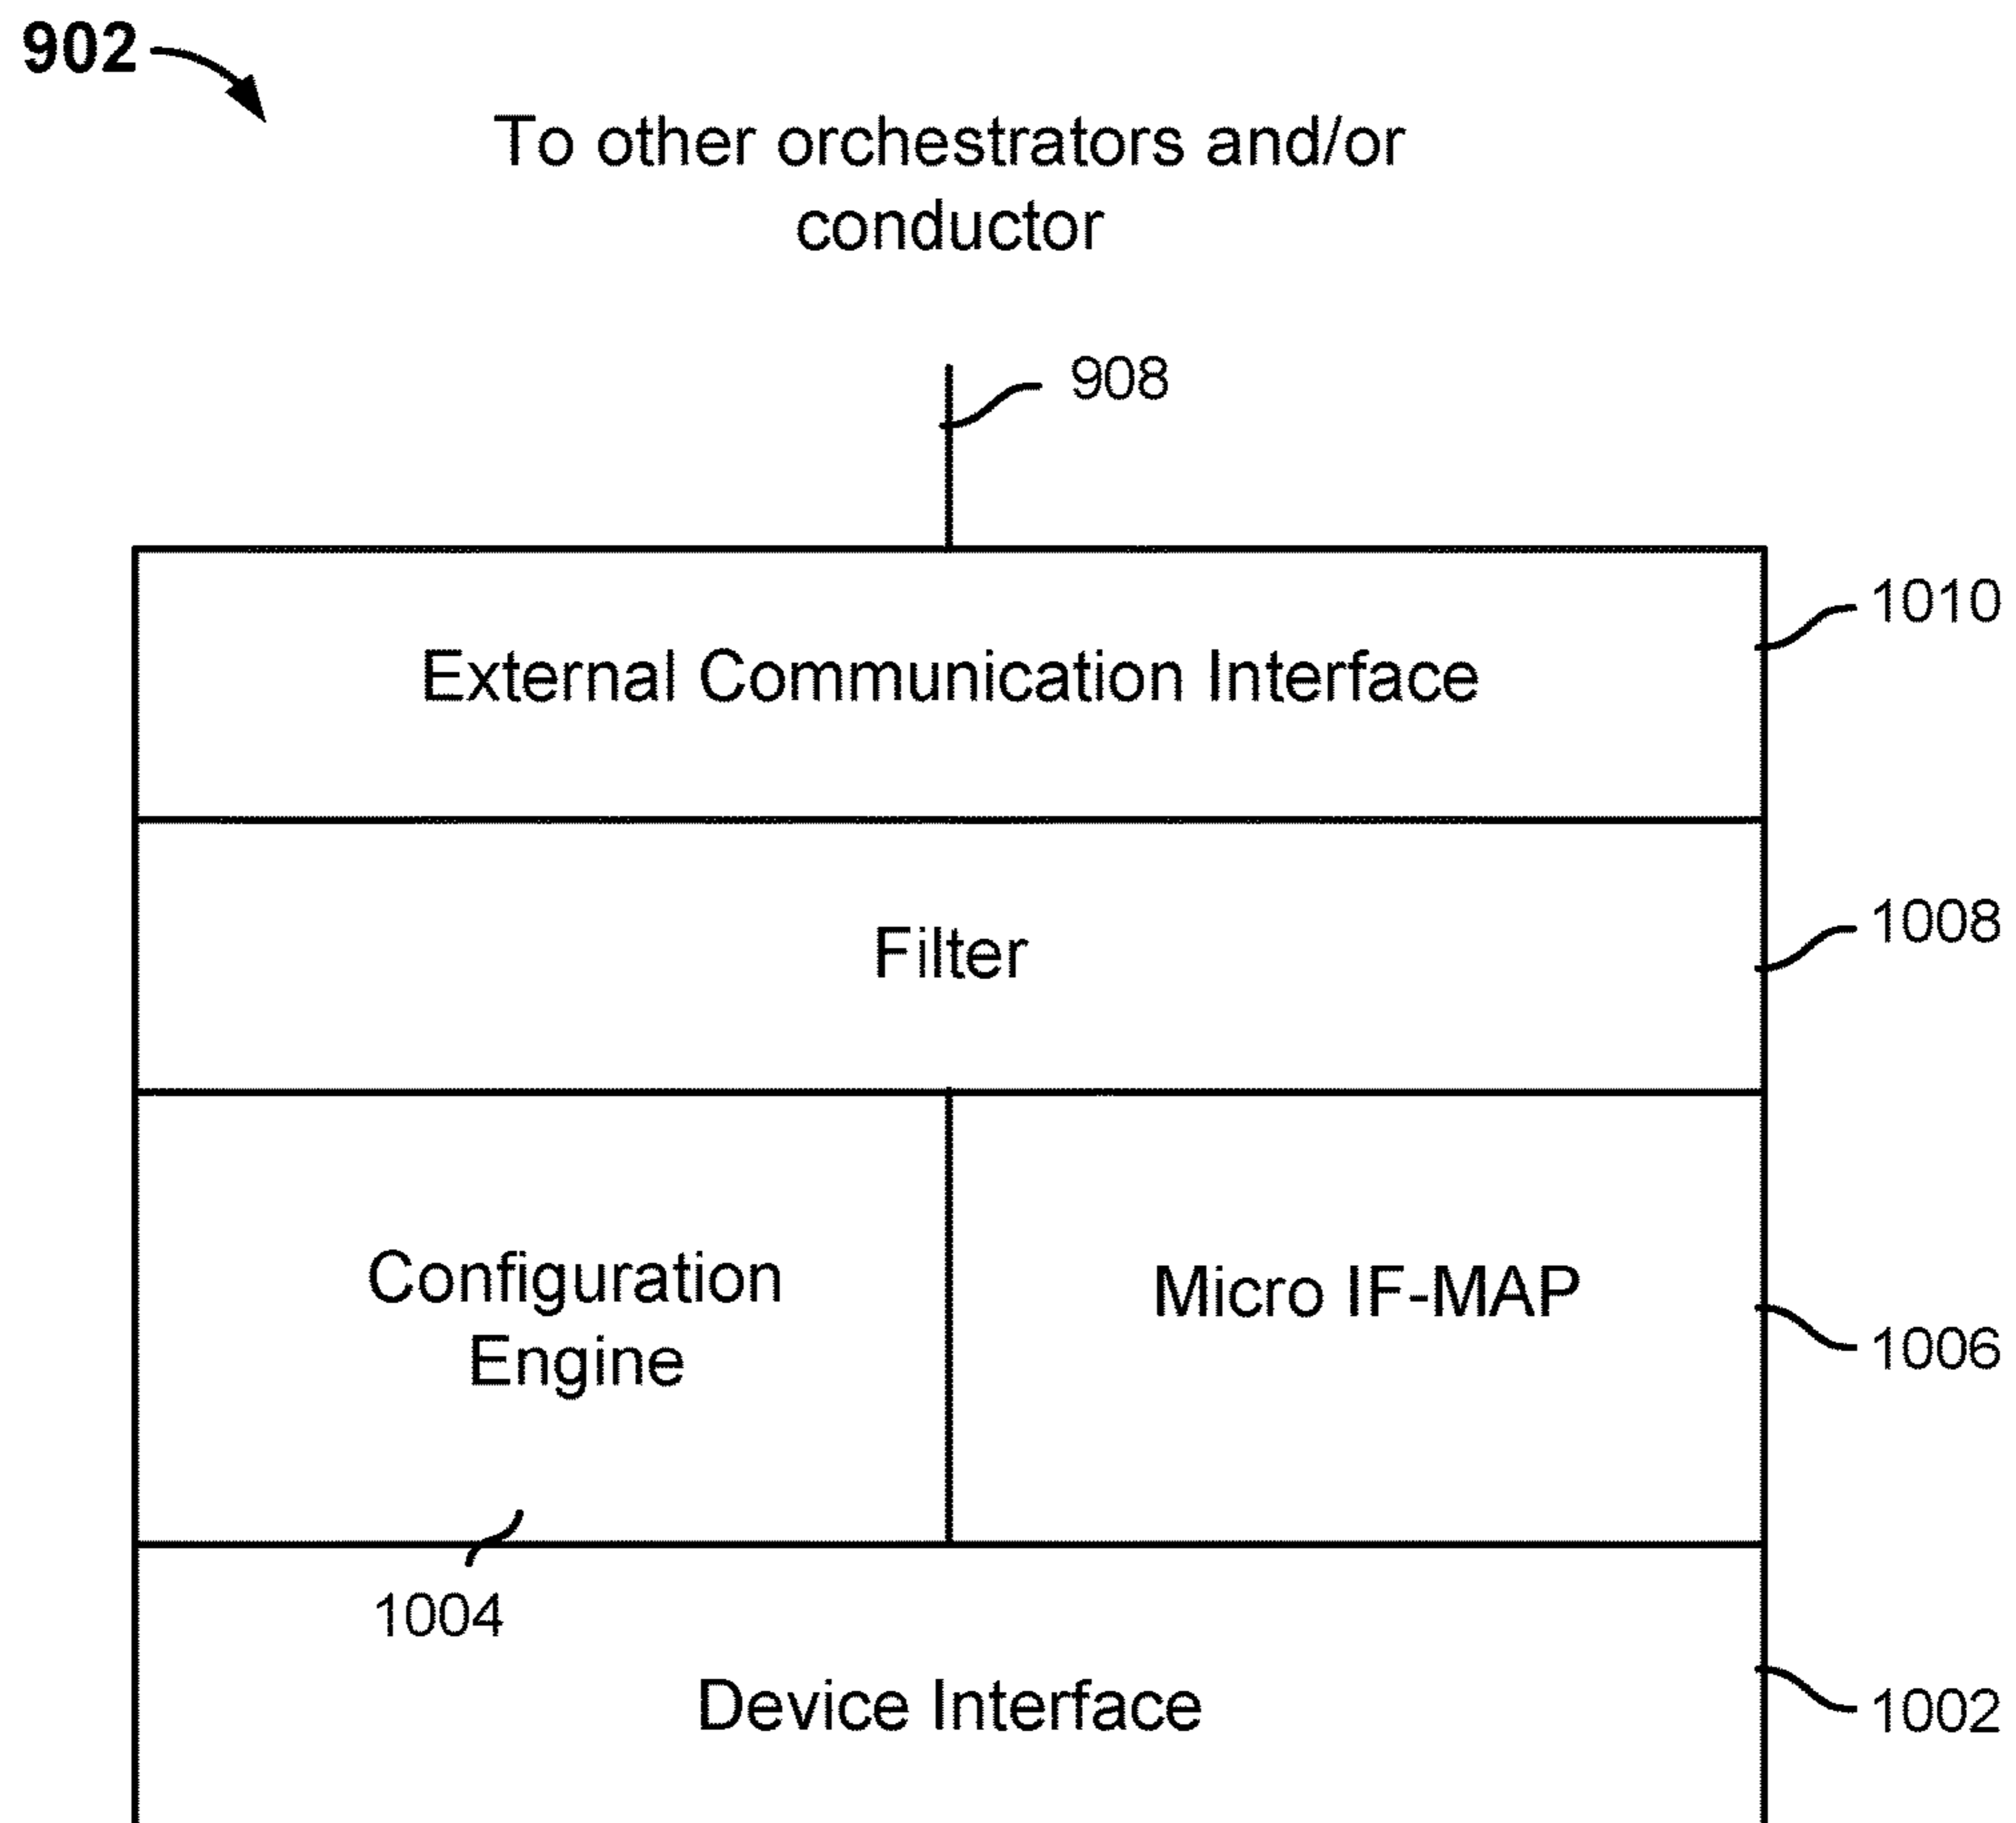 902
To other orchestrators and/or
conductor
908
1010
External Communication Interface
1008
Filter
Configuration
Engine
Micro IF-MAP
1006
1004
Device Interface
1002